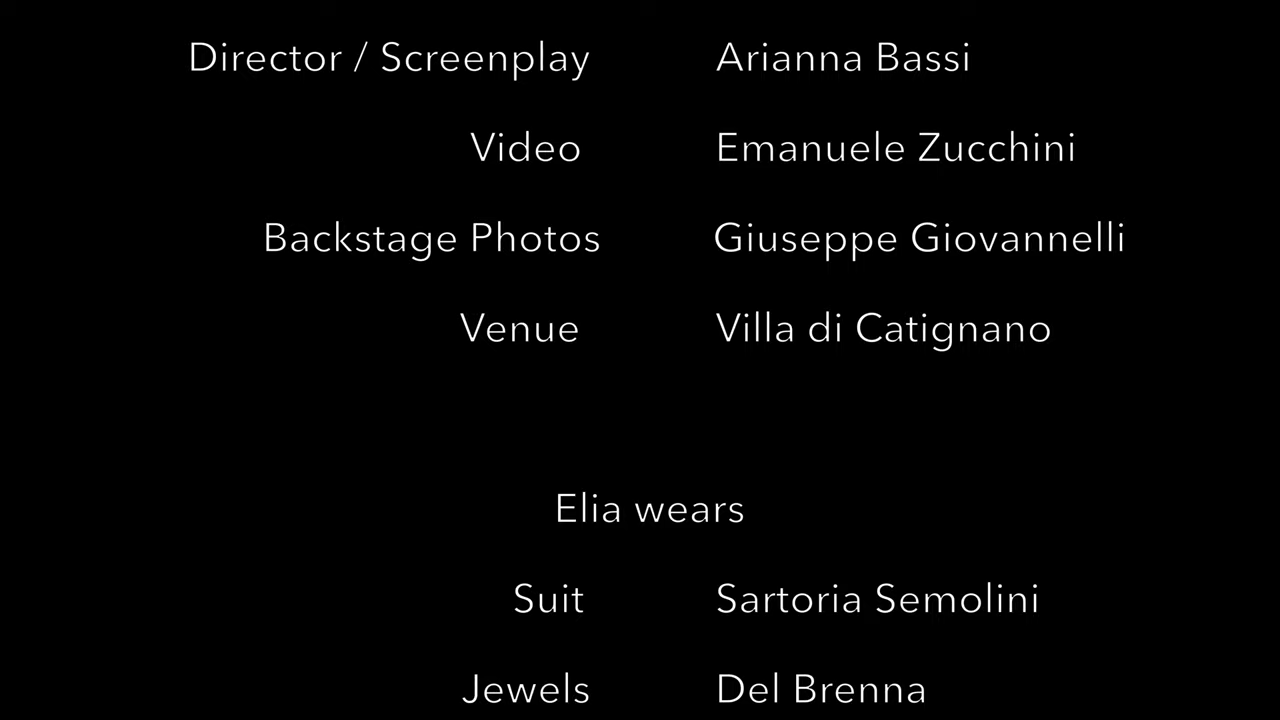 Director / Screenplay Arianna Bassi
Video Emanuele Zucchini
Backstage Photos Giuseppe Giovannelli
Venue Villa di Catignano
Elia wears
Suit Sartoria Semolini
Jewels Del Brenna